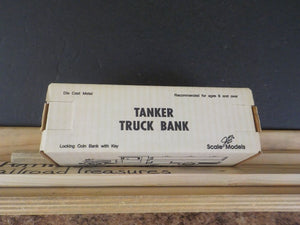 Die Cast Metal
Recommended for ages 8 and over
TANKER
TRUCK BANK
Locking Coin Bank with Key
Scale Models
Treasures